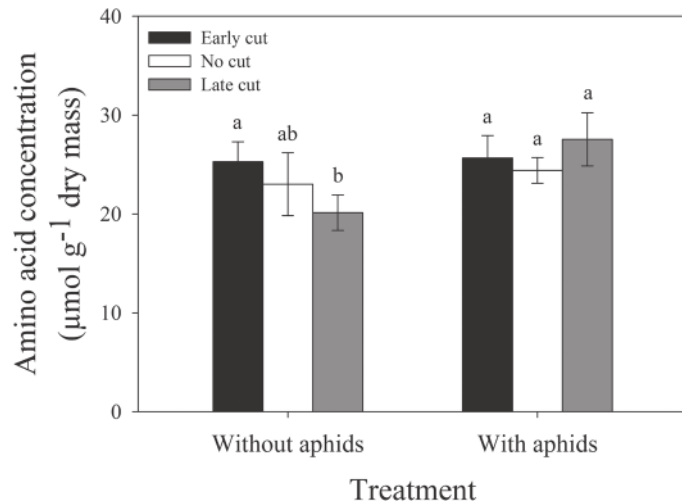 40
30
20
10
0
Amino acid concentration
(μmol g⁻¹ dry mass)
Early cut
No cut
Late cut
a
ab
b
a
a
a
Without aphids
With aphids
Treatment